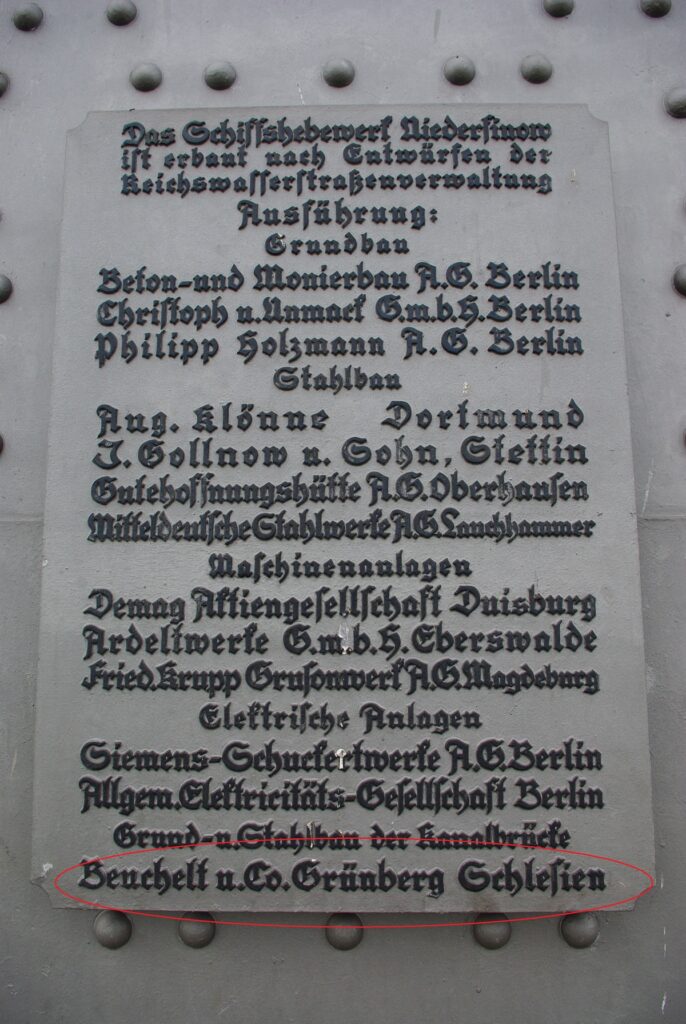 Das Schiffshebewerk Niederfinow
ist erbaut nach Entwürfen der
Reichswasserstraßenverwaltung
Ausführung:
Grundbau
Beton-und Monierbau A.G. Berlin
Christoph u. Unmack G.m.b.H. Berlin
Philipp Holzmann A.G. Berlin
Stahlbau
Aug. Klönne Dortmund
J. Gollnow u. Sohn, Stettin
Gutehoffnungshütte A.G. Oberhausen
Mitteldeutsche Stahlwerke A.G. Lauchhammer
Maschinenanlagen
Demag Aktiengesellschaft Duisburg
Ardeltwerke G.m.b.H. Eberswalde
Fried. Krupp Grusonwerk A.G. Magdeburg
Elektrische Anlagen
Siemens-Schuckertwerke A.G. Berlin
Allgem. Elektricitäts-Gesellschaft Berlin
Grund-u. Stahlbau der Kanalbrücke
Beuchelt u. Co. Grünberg Schlesien